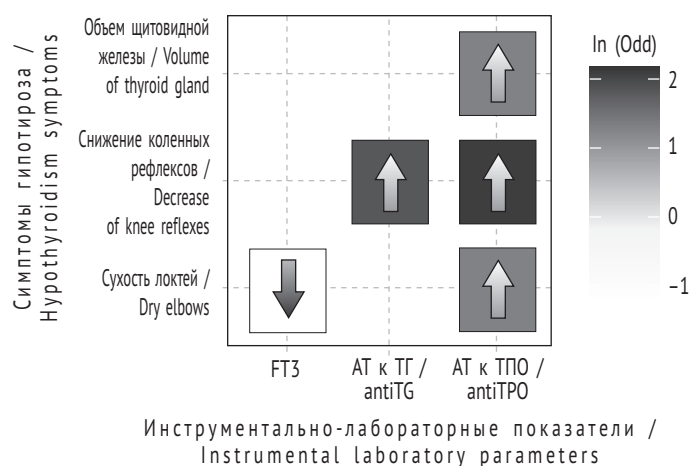 Симптомы гипотироза /
Hypothyroidism symptoms
Объем щитовидной
железы / Volume
of thyroid gland
Снижение коленных
рефлексов /
Decrease
of knee reflexes
Сухость локтей /
Dry elbows
FT3
АТ к ТГ /
antiTG
АТ к ТПО /
antiTPO
Инструментально-лабораторные показатели /
Instrumental laboratory parameters
In (Odd)
2
1
0
–1